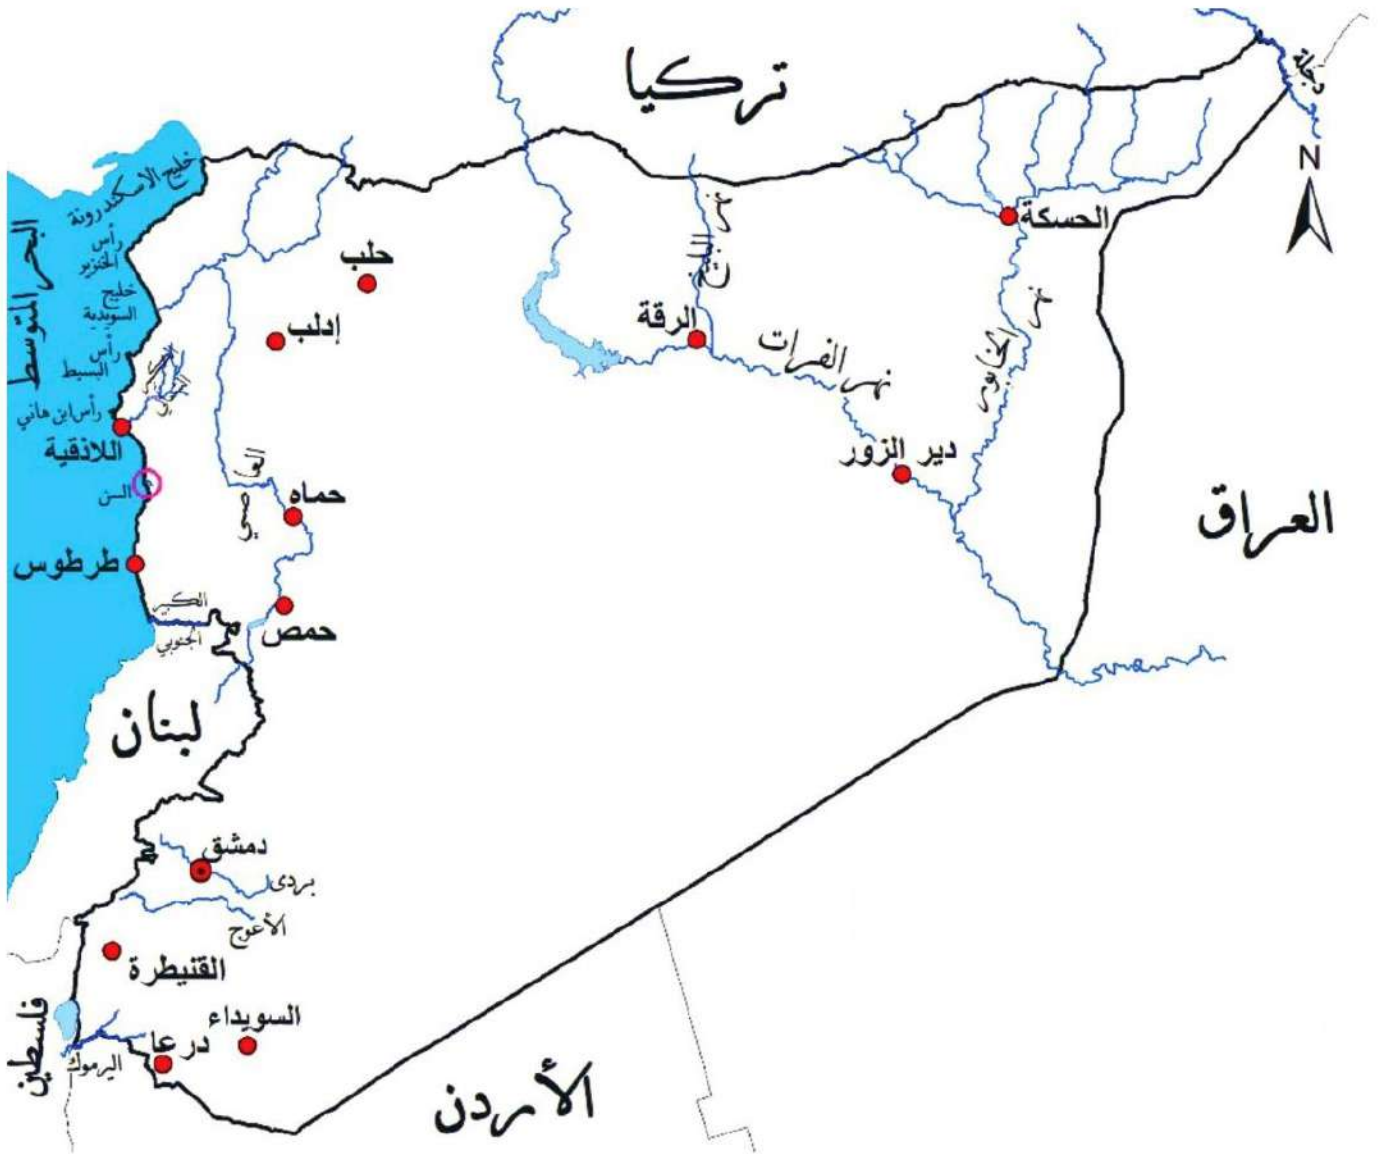 تركيا
دجلة
N
خليج الاسكندرونة
البحر المتوسط
رأس
الخنزير
خليج
السويدية
رأس
البسيط
رأس ابن هاني
اللاذقية
السن
طرطوس
حلب
إدلب
الكبير
الشمالي
العاصي
حماه
حمص
الكبير
الجنوبي
نهر البليخ
الرقة
نهر الفرات
الحسكة
نهر الخابور
دير الزور
العراق
لبنان
دمشق
بردى
الأعوج
القنيطرة
السويداء
درعا
اليرموك
فلسطين
الأردن